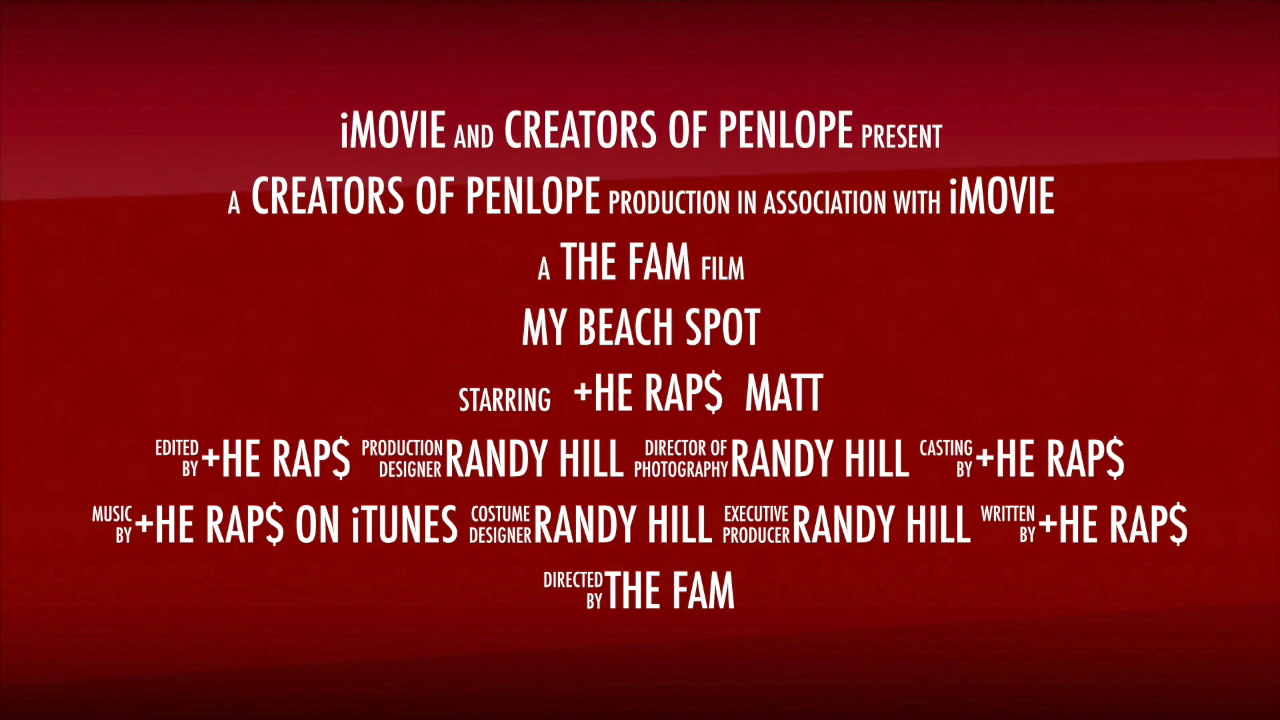 iMOVIE AND CREATORS OF PENLOPE PRESENT
A CREATORS OF PENLOPE PRODUCTION IN ASSOCIATION WITH iMOVIE
A THE FAM FILM
MY BEACH SPOT
STARRING +HE RAP$ MATT
EDITED BY +HE RAP$ PRODUCTION DESIGNER RANDY HILL DIRECTOR OF PHOTOGRAPHY RANDY HILL CASTING BY +HE RAP$
MUSIC BY +HE RAP$ ON iTUNES COSTUME DESIGNER RANDY HILL EXECUTIVE PRODUCER RANDY HILL WRITTEN BY +HE RAP$
DIRECTED BY THE FAM